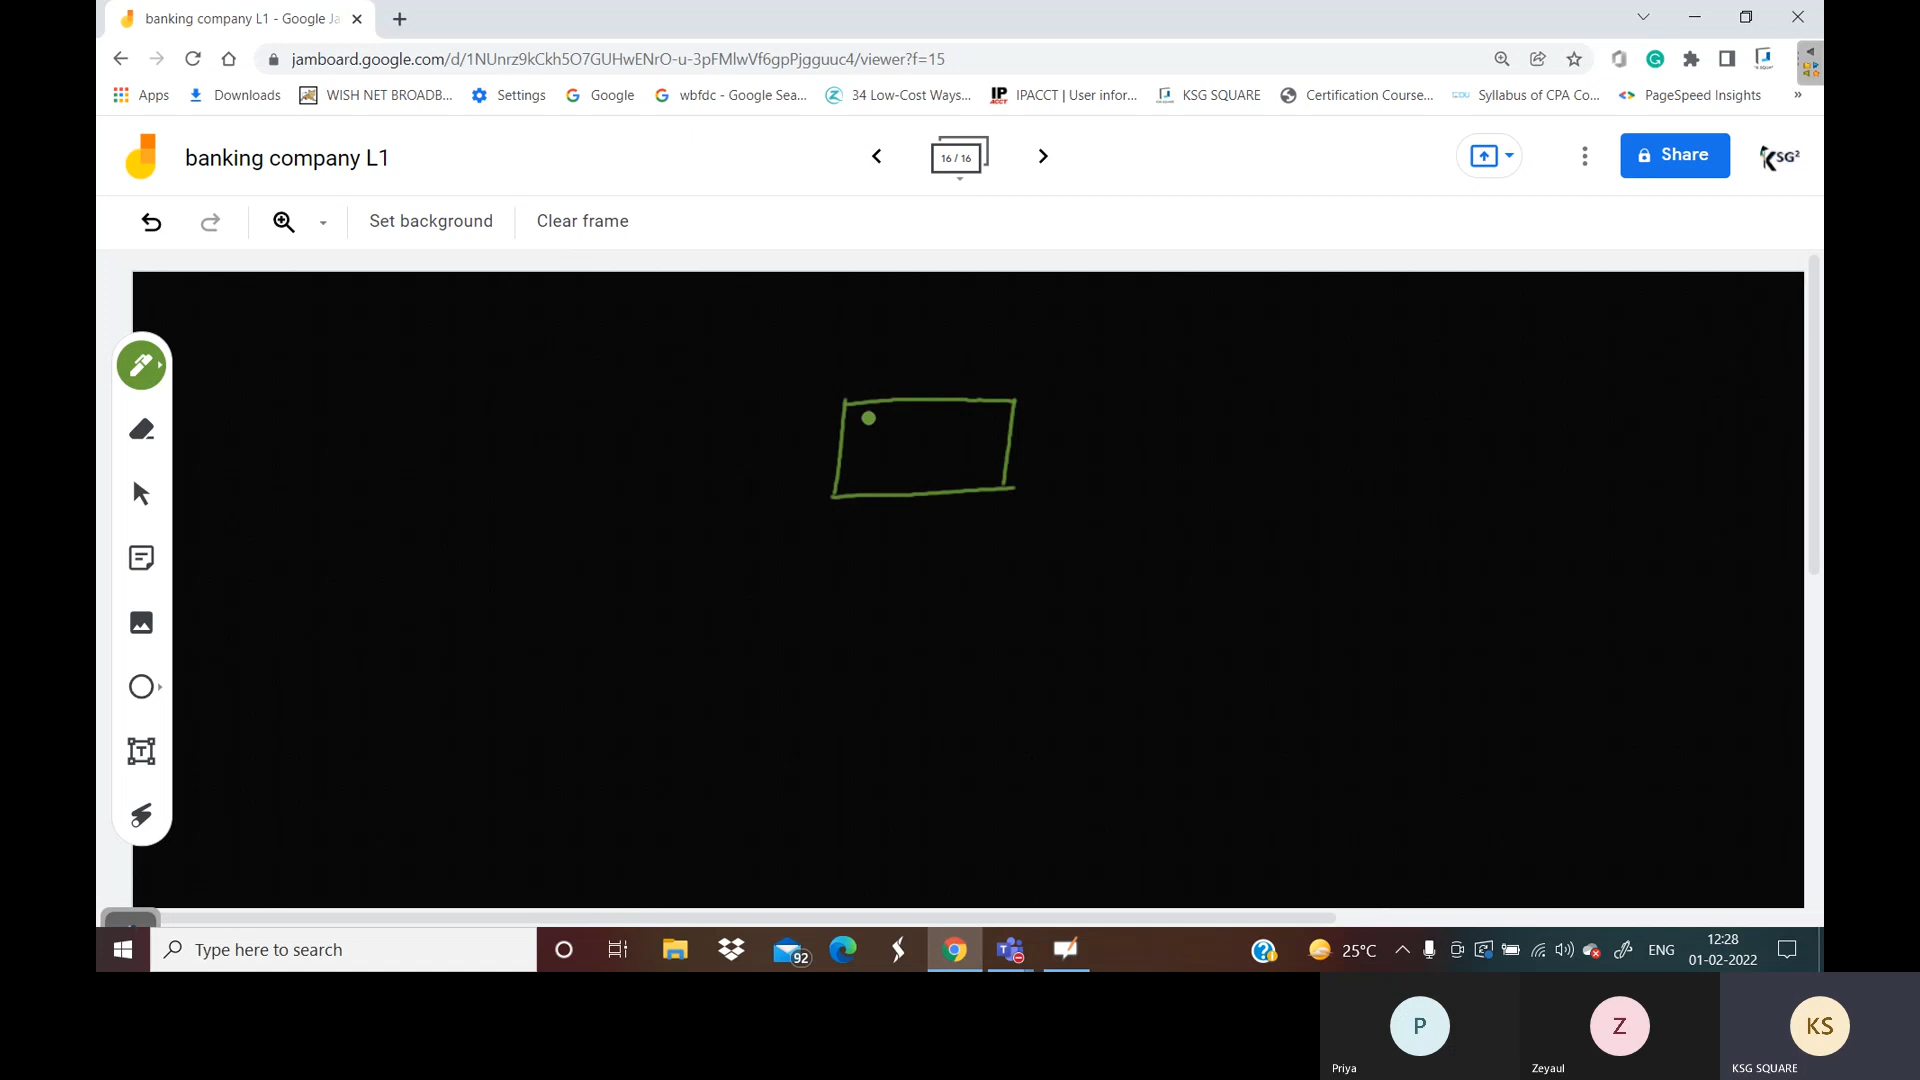 banking company L1 - Google Ja
jamboard.google.com/d/1NUnrz9kCkh5O7GUHwENrO-u-3pFMlwVf6gpPjgguuc4/viewer?f=15
Apps Downloads WISH NET BROADB... Settings Google wbfdc - Google Sea... 34 Low-Cost Ways... IP ACCT IPACCT | User infor... KSG SQUARE Certification Course... Syllabus of CPA Co... PageSpeed Insights »
banking company L1
16 / 16
Share
KSG²
Set background Clear frame
Type here to search
92
25°C
ENG
12:28
01-02-2022
P Z KS
Priya Zeyaul KSG SQUARE